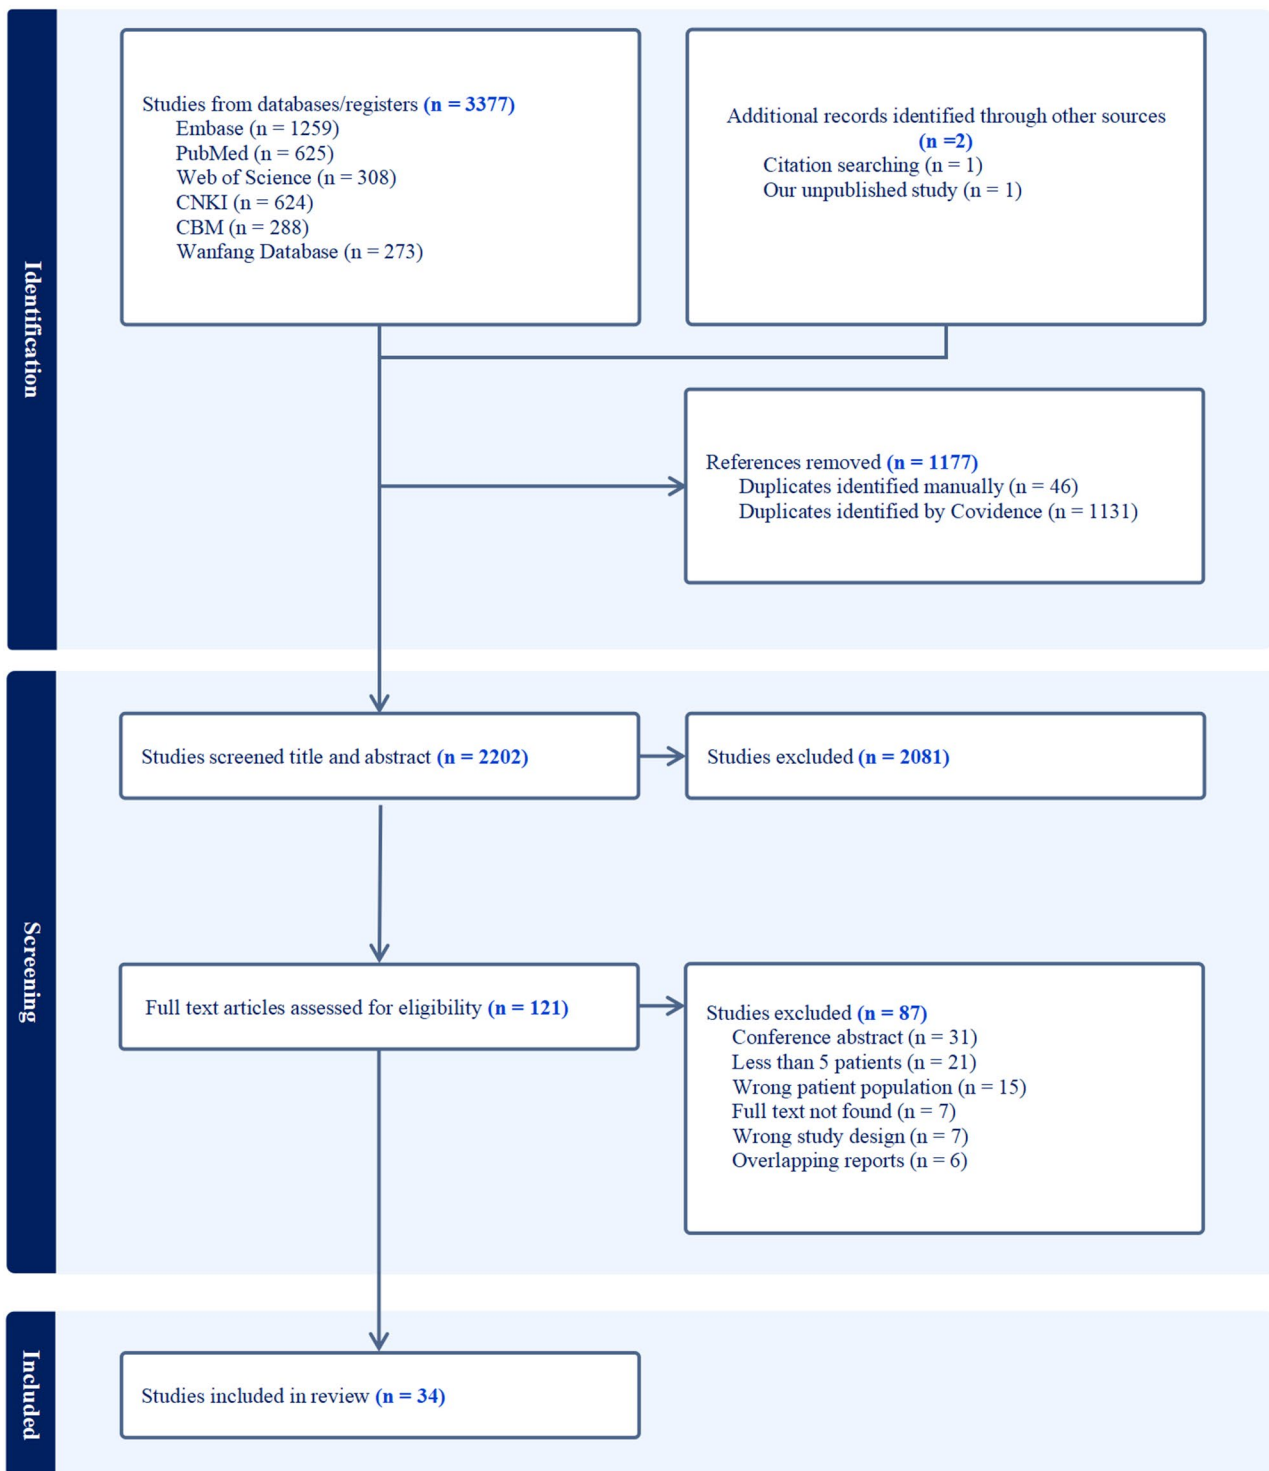 Identification
Studies from databases/registers (n = 3377)
Embase (n = 1259)
PubMed (n = 625)
Web of Science (n = 308)
CNKI (n = 624)
CBM (n = 288)
Wanfang Database (n = 273)
Additional records identified through other sources
(n =2)
Citation searching (n = 1)
Our unpublished study (n = 1)
References removed (n = 1177)
Duplicates identified manually (n = 46)
Duplicates identified by Covidence (n = 1131)
Screening
Studies screened title and abstract (n = 2202)
Studies excluded (n = 2081)
Full text articles assessed for eligibility (n = 121)
Studies excluded (n = 87)
Conference abstract (n = 31)
Less than 5 patients (n = 21)
Wrong patient population (n = 15)
Full text not found (n = 7)
Wrong study design (n = 7)
Overlapping reports (n = 6)
Included
Studies included in review (n = 34)